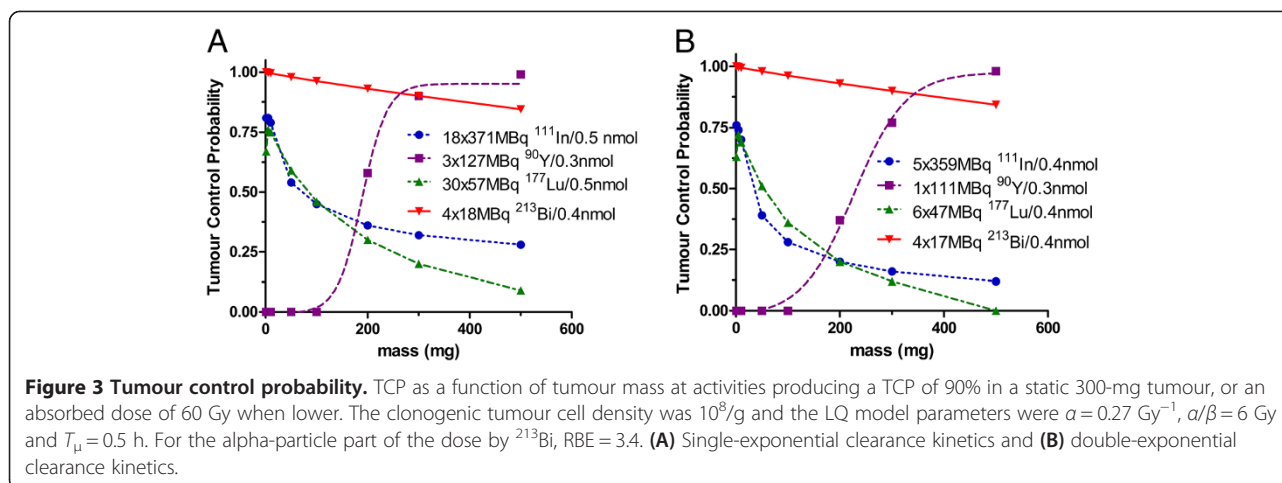 A
1.00
0.75
0.50
0.25
0.00
0
200
400
600
Tumour Control Probability
mass (mg)
18x371MBq ¹¹¹In/0.5 nmol
3x127MBq ⁹⁰Y/0.3nmol
30x57MBq ¹⁷⁷Lu/0.5nmol
4x18MBq ²¹³Bi/0.4nmol
B
1.00
0.75
0.50
0.25
0.00
0
200
400
600
Tumour Control Probability
mass (mg)
5x359MBq ¹¹¹In/0.4nmol
1x111MBq ⁹⁰Y/0.3nmol
6x47MBq ¹⁷⁷Lu/0.4nmol
4x17MBq ²¹³Bi/0.4nmol
Figure 3 Tumour control probability. TCP as a function of tumour mass at activities producing a TCP of 90% in a static 300-mg tumour, or an
absorbed dose of 60 Gy when lower. The clonogenic tumour cell density was 10⁸/g and the LQ model parameters were α = 0.27 Gy⁻¹, α/β = 6 Gy
and Tμ = 0.5 h. For the alpha-particle part of the dose by ²¹³Bi, RBE = 3.4. (A) Single-exponential clearance kinetics and (B) double-exponential
clearance kinetics.